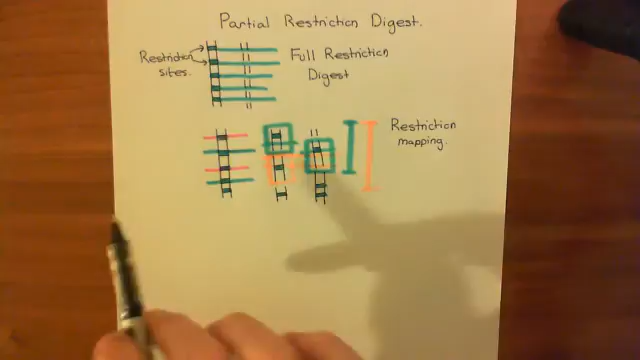 Partial Restriction Digest.
Restriction sites.
Full Restriction
Digest
Restriction
mapping.